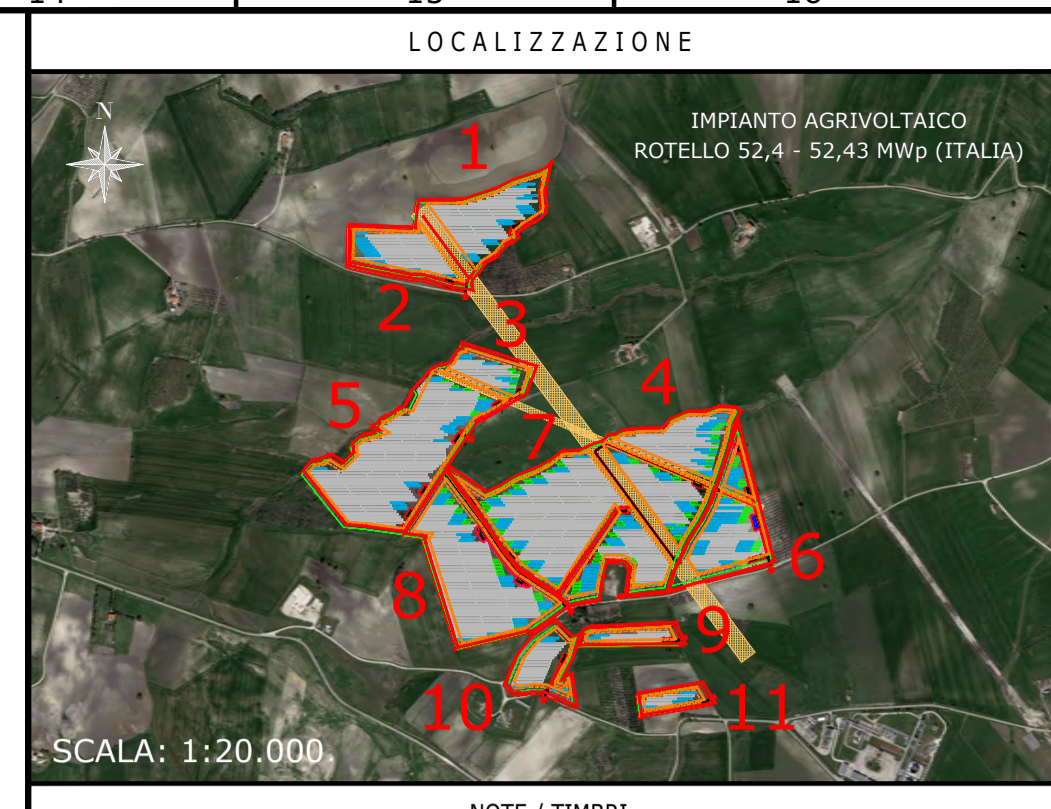 LOCALIZZAZIONE
N
IMPIANTO AGRIVOLTAICO
ROTELLO 52,4 - 52,43 MWp (ITALIA)
1
2
3
4
5
7
6
8
9
10
11
SCALA: 1:20.000.
NOTE / TIMBRI